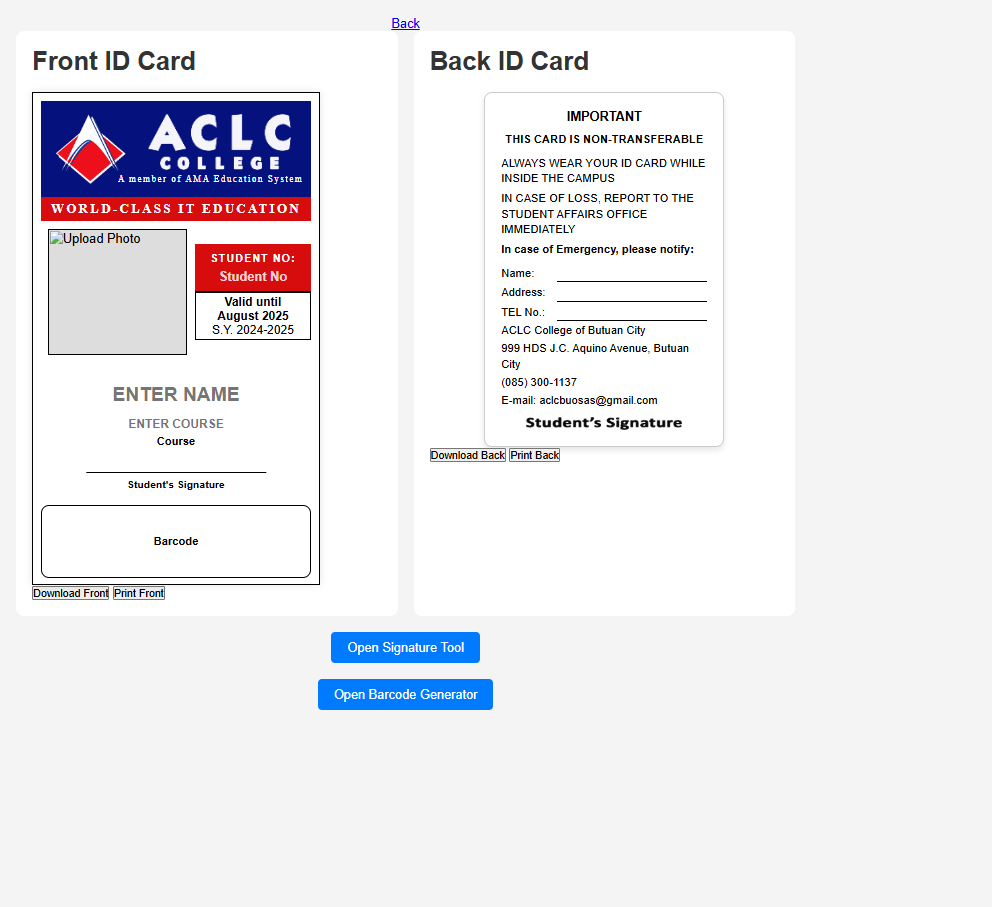 Back
Front ID Card
ACLC
COLLEGE
A member of AMA Education System
WORLD-CLASS IT EDUCATION
Upload Photo
STUDENT NO:
Student No
Valid until
August 2025
S.Y. 2024-2025
ENTER NAME
ENTER COURSE
Course
Student's Signature
Barcode
Download Front Print Front
Back ID Card
IMPORTANT
THIS CARD IS NON-TRANSFERABLE
ALWAYS WEAR YOUR ID CARD WHILE
INSIDE THE CAMPUS
IN CASE OF LOSS, REPORT TO THE
STUDENT AFFAIRS OFFICE
IMMEDIATELY
In case of Emergency, please notify:
Name:
Address:
TEL No.:
ACLC College of Butuan City
999 HDS J.C. Aquino Avenue, Butuan
City
(085) 300-1137
E-mail: aclcbuosas@gmail.com
Student’s Signature
Download Back Print Back
Open Signature Tool
Open Barcode Generator